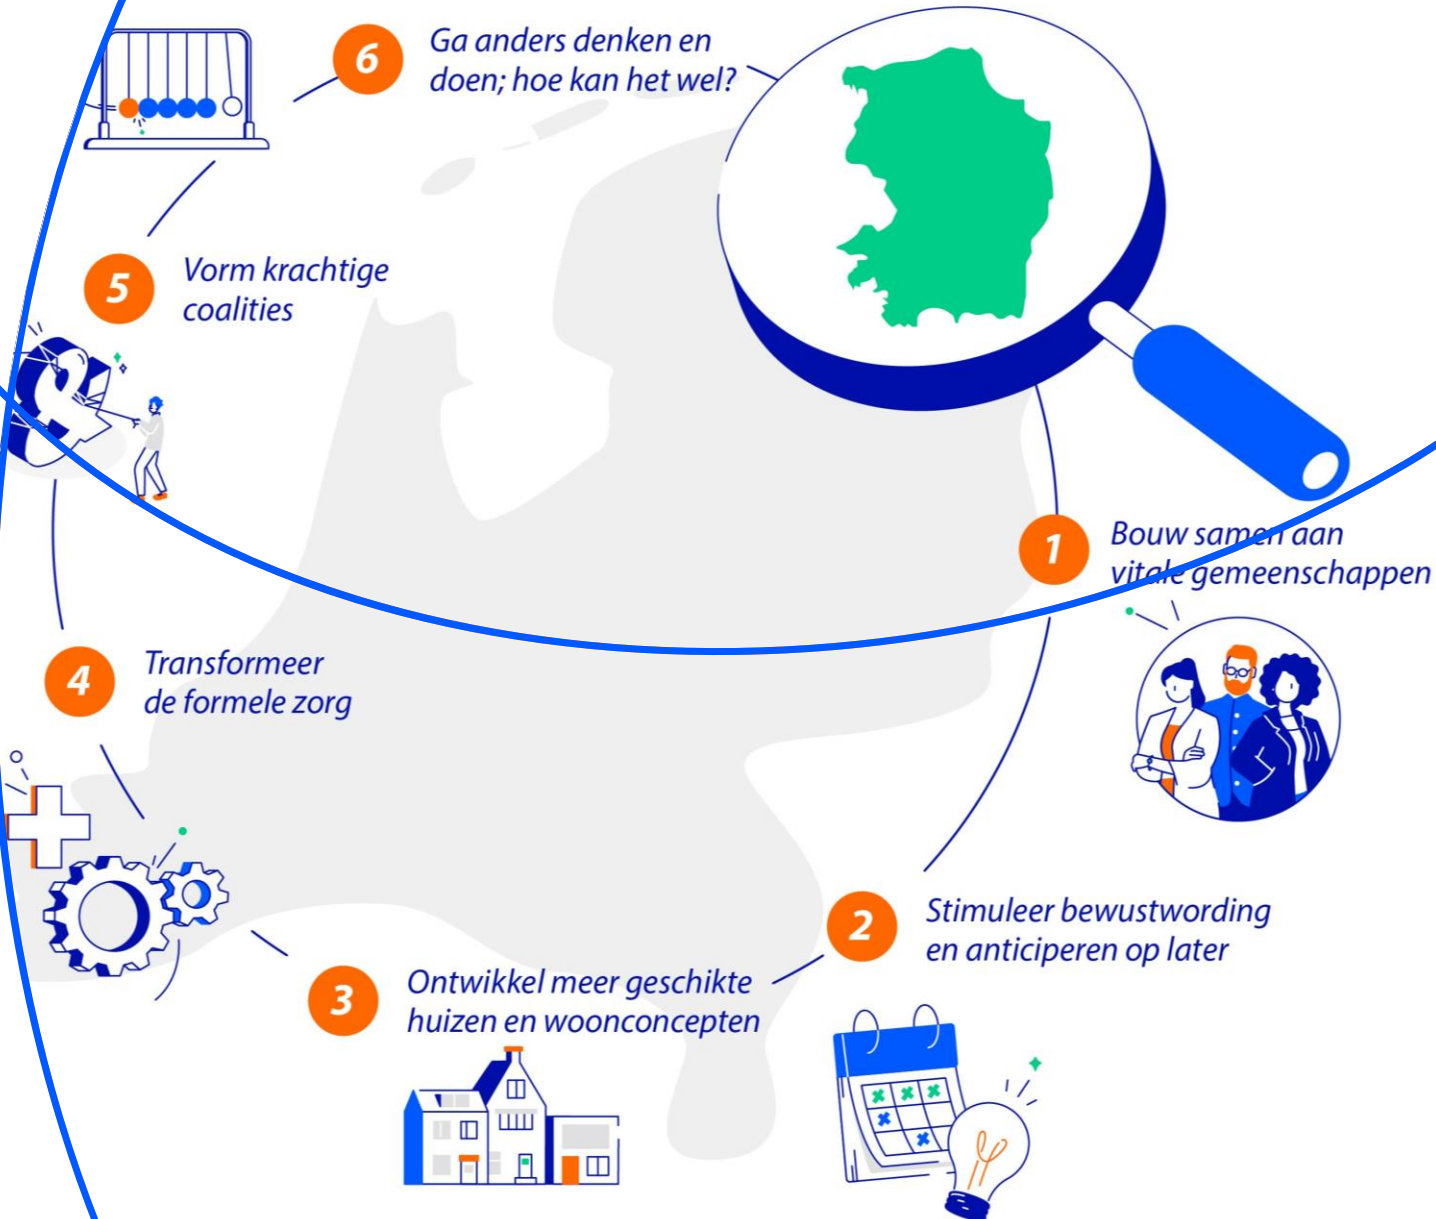 6
Ga anders denken en
doen; hoe kan het wel?
5
Vorm krachtige
coalities
1
Bouw samen aan
vitale gemeenschappen
4
Transformeer
de formele zorg
2
Stimuleer bewustwording
en anticiperen op later
3
Ontwikkel meer geschikte
huizen en woonconcepten